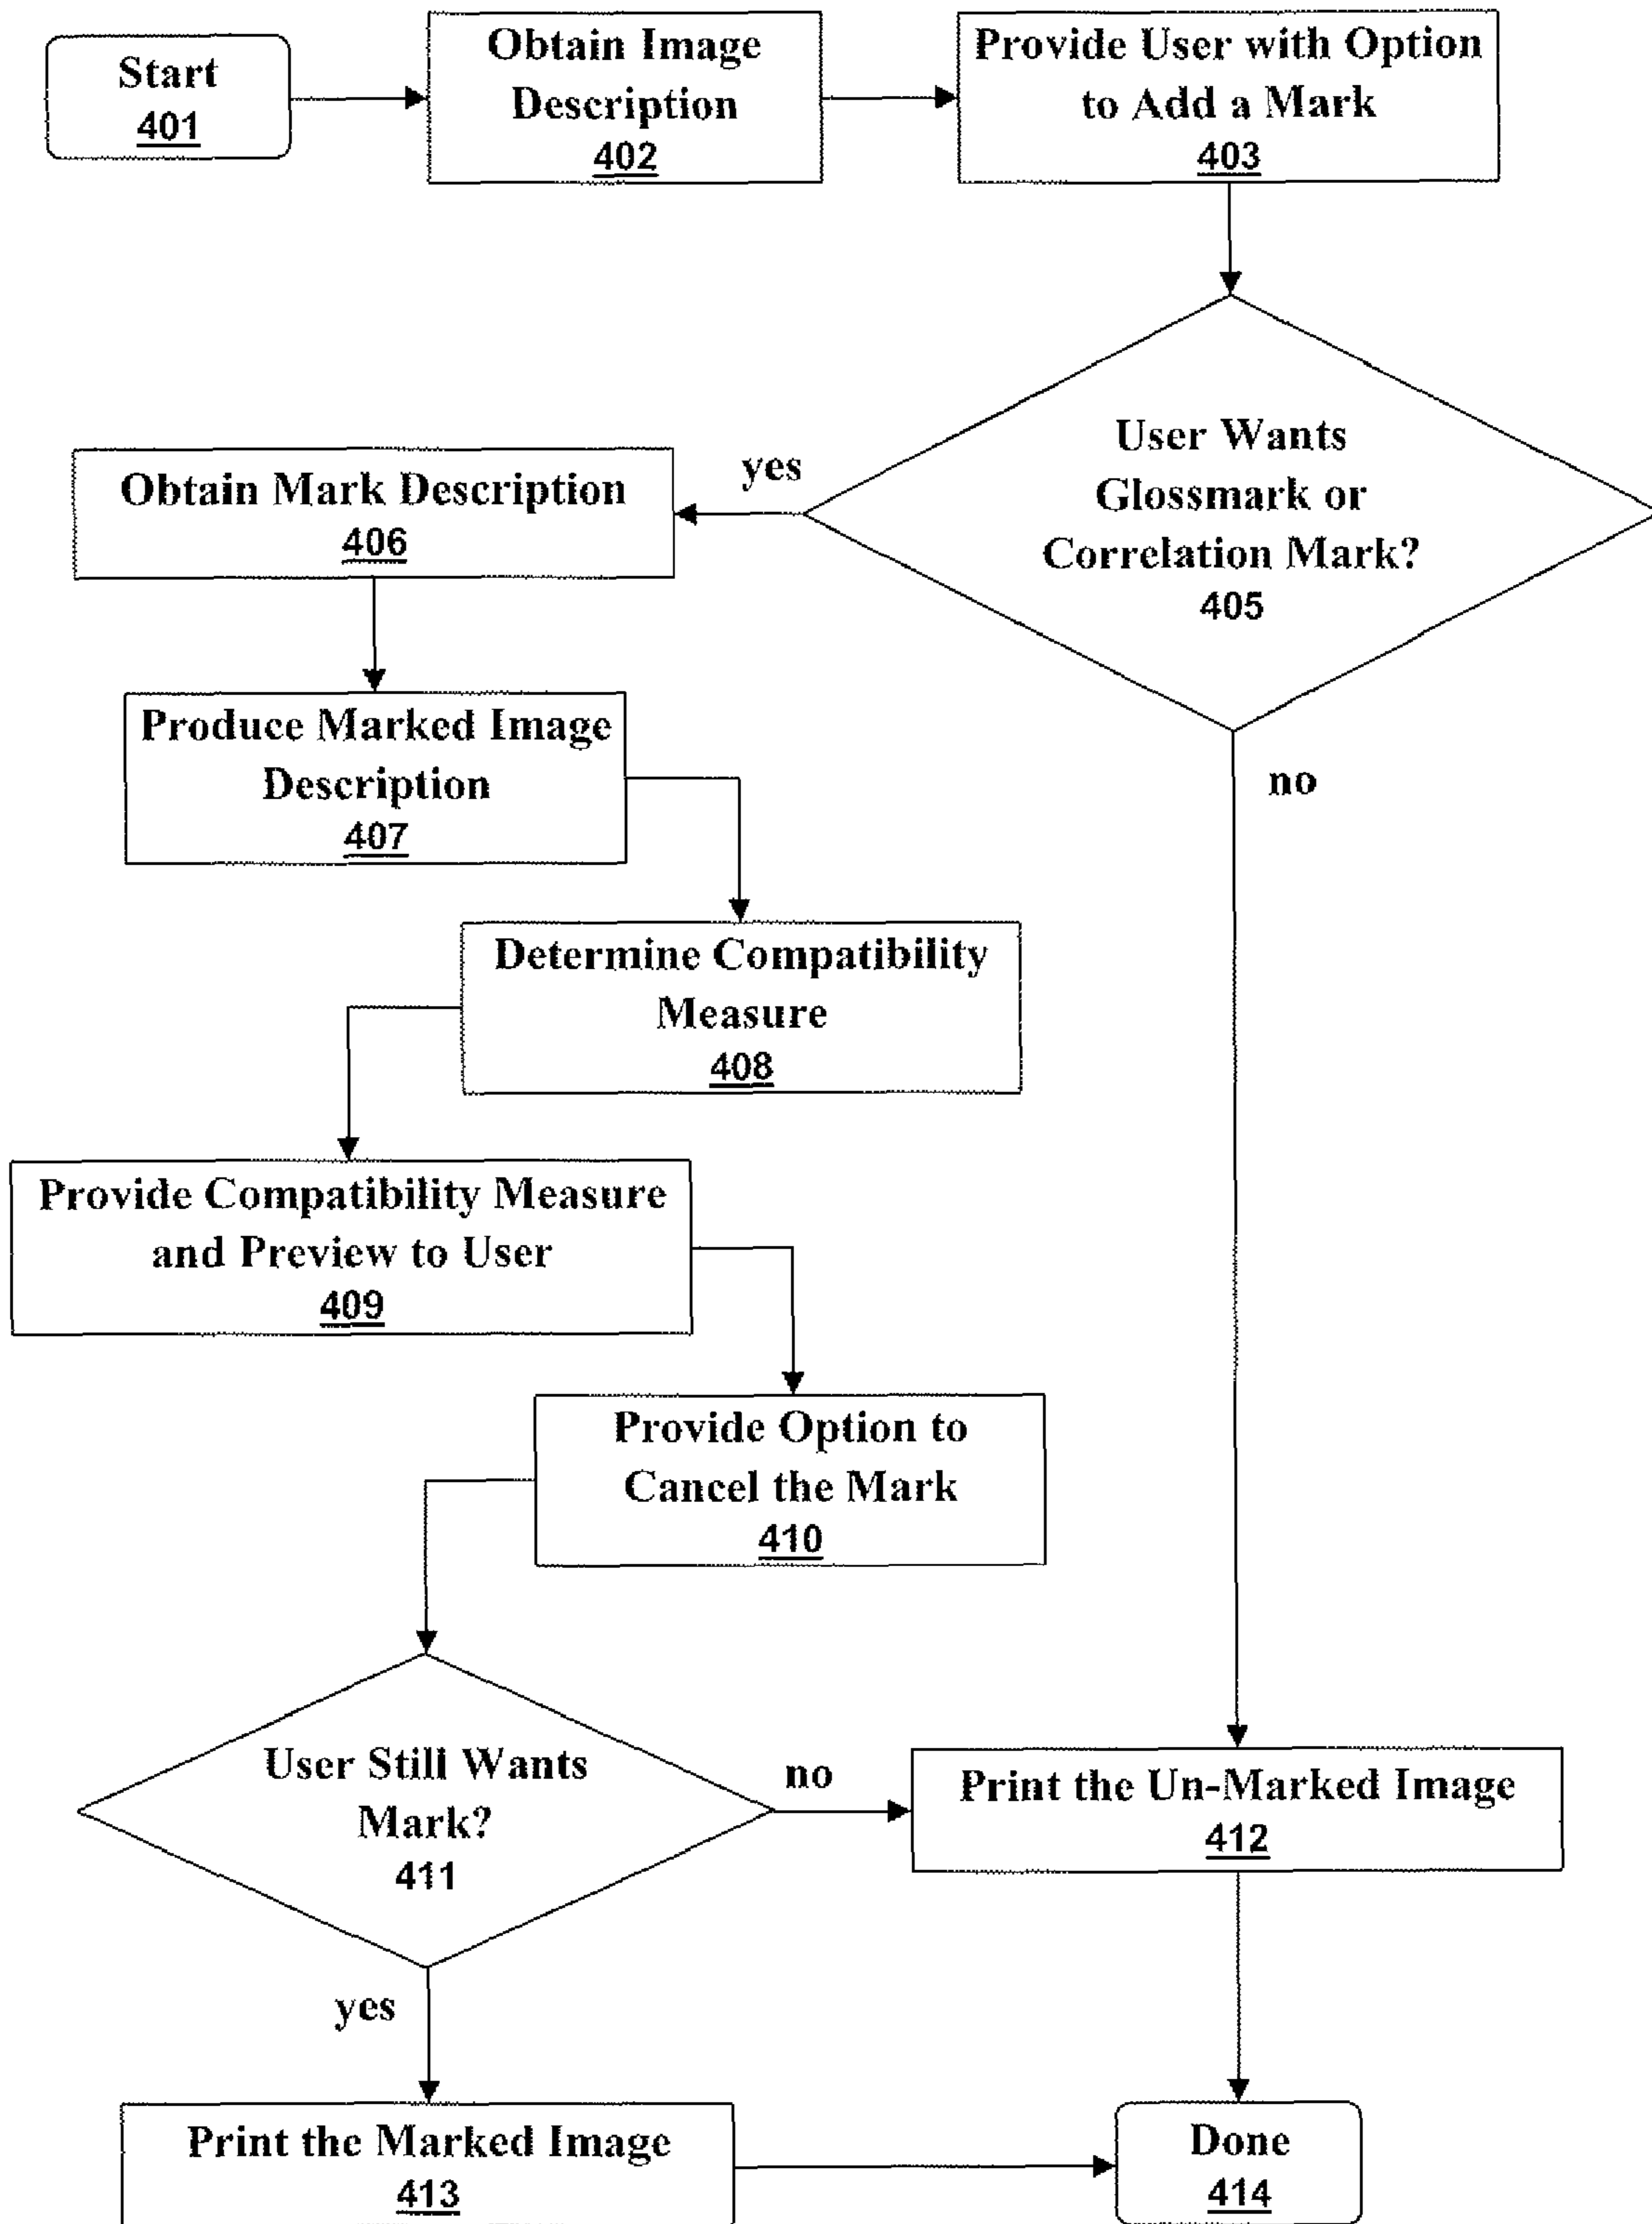 Start
401
Obtain Image
Description
402
Provide User with Option
to Add a Mark
403
User Wants
Glossmark or
Correlation Mark?
405
yes
no
Obtain Mark Description
406
Produce Marked Image
Description
407
Determine Compatibility
Measure
408
Provide Compatibility Measure
and Preview to User
409
Provide Option to
Cancel the Mark
410
User Still Wants
Mark?
411
no
yes
Print the Un-Marked Image
412
Print the Marked Image
413
Done
414